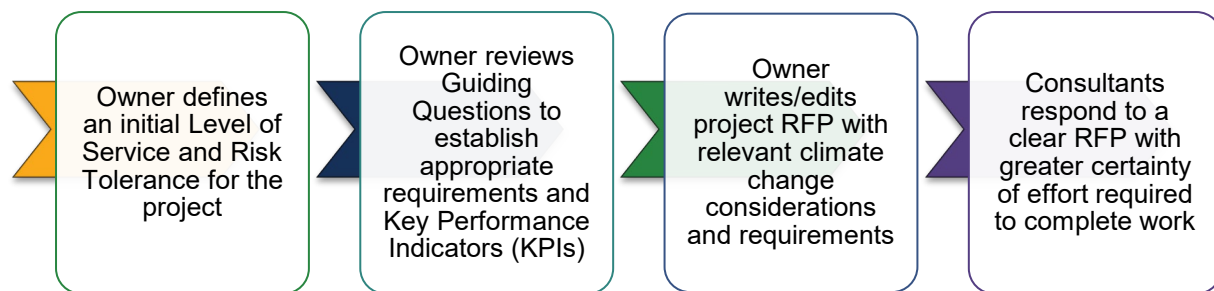 Owner defines
an initial Level of
Service and Risk
Tolerance for the
project
Owner reviews
Guiding
Questions to
establish
appropriate
requirements and
Key Performance
Indicators (KPIs)
Owner
writes/edits
project RFP with
relevant climate
change
considerations
and requirements
Consultants
respond to a
clear RFP with
greater certainty
of effort required
to complete work